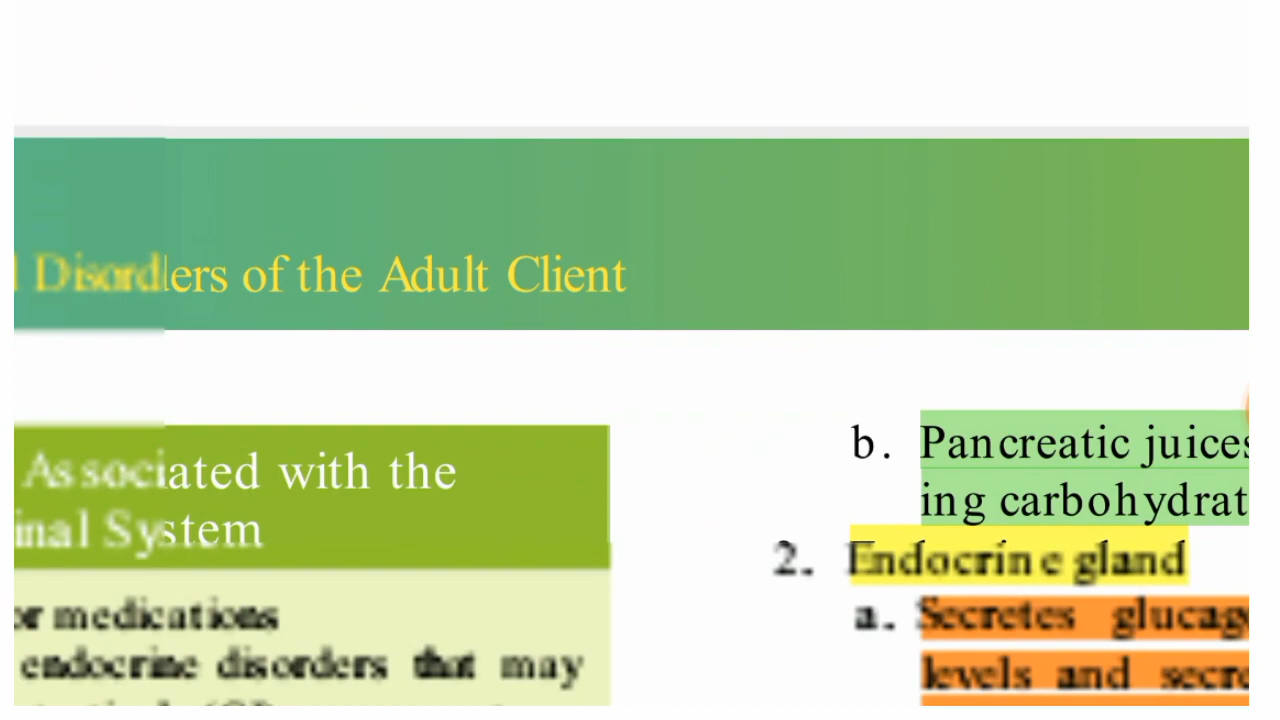 Disorders of the Adult Client
Associated with the
inal System
or medications
endocrine disorders that may
b. Pancreatic juices
ing carbohydrat
2. Endocrine gland
a. Secretes glucag
levels and secre